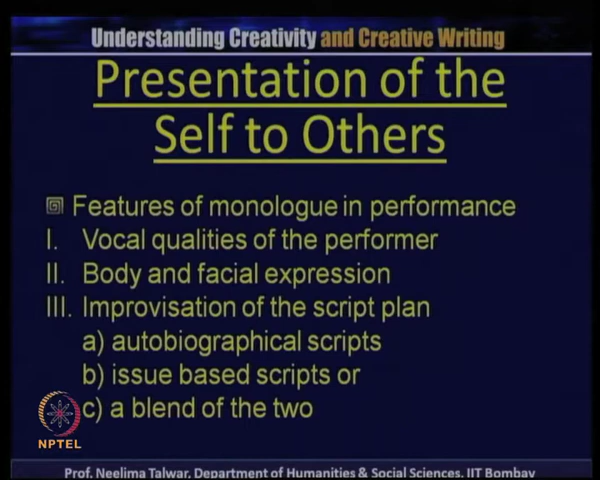 Understanding Creativity and Creative Writing
Presentation of the
Self to Others
Features of monologue in performance
I. Vocal qualities of the performer
II. Body and facial expression
III. Improvisation of the script plan
a) autobiographical scripts
b) issue based scripts or
c) a blend of the two
NPTEL
Prof. Neelima Talwar, Department of Humanities & Social Sciences, IIT Bombay